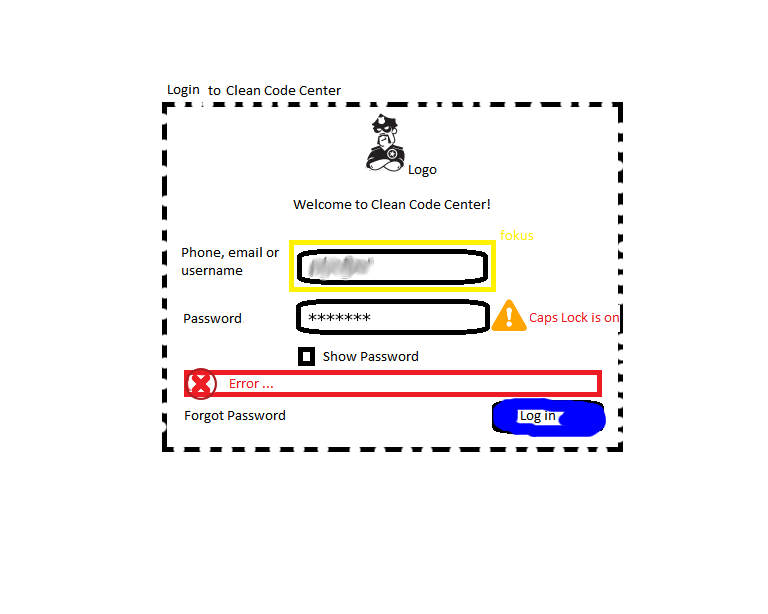 Login to Clean Code Center
Logo
Welcome to Clean Code Center!
fokus
Phone, email or
username
Password
*******
Caps Lock is on
Show Password
Error ...
Forgot Password
Log in